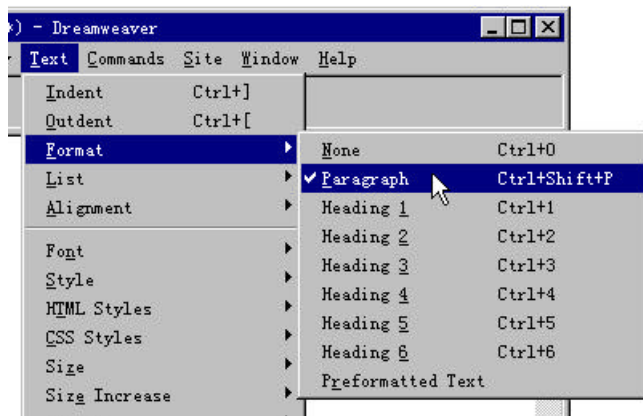 *) - Dreamweaver
Text Commands Site Window Help
Indent Ctrl+]
Outdent Ctrl+[
Format
List
Alignment
Font
Style
HTML Styles
CSS Styles
Size
Size Increase
None Ctrl+0
Paragraph Ctrl+Shift+P
Heading 1 Ctrl+1
Heading 2 Ctrl+2
Heading 3 Ctrl+3
Heading 4 Ctrl+4
Heading 5 Ctrl+5
Heading 6 Ctrl+6
Preformatted Text